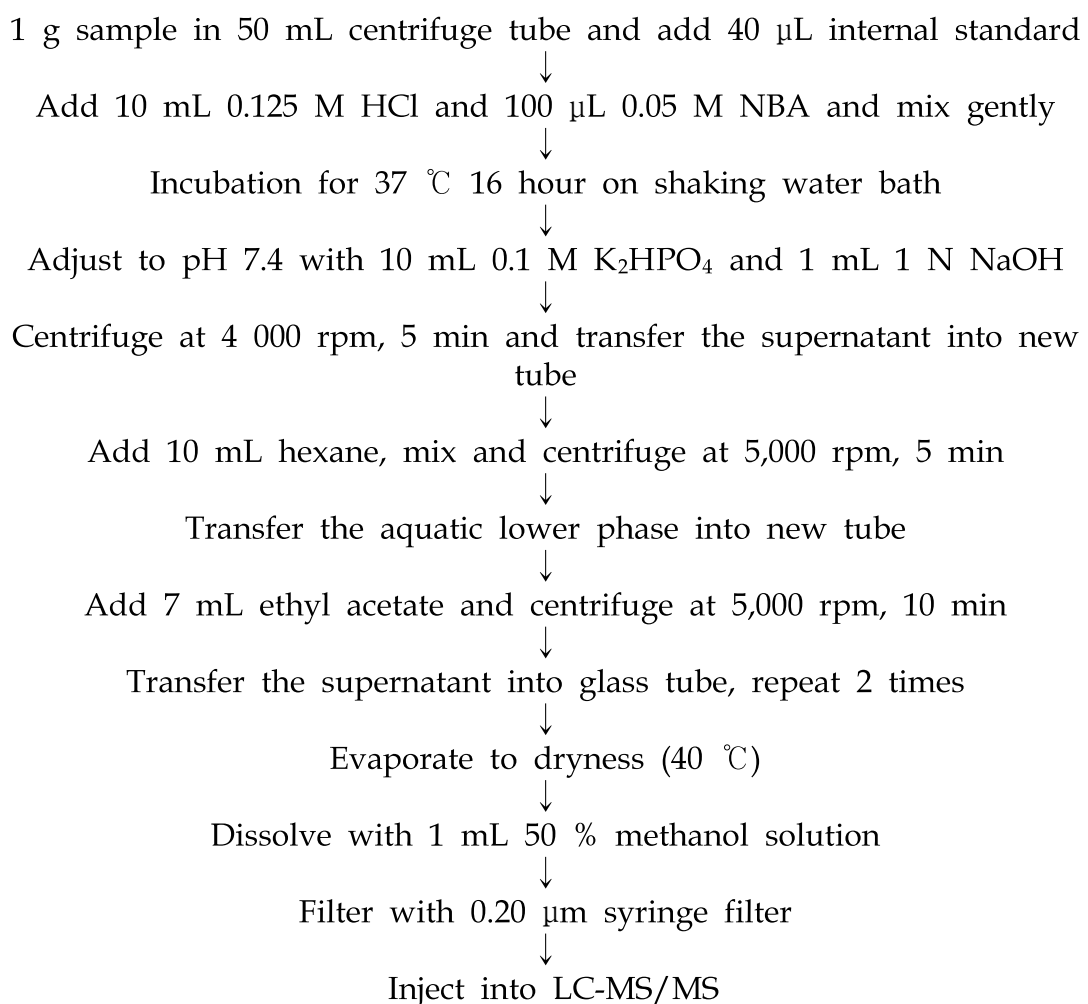 1 g sample in 50 mL centrifuge tube and add 40 µL internal standard
↓
Add 10 mL 0.125 M HCl and 100 µL 0.05 M NBA and mix gently
↓
Incubation for 37 ℃ 16 hour on shaking water bath
↓
Adjust to pH 7.4 with 10 mL 0.1 M K₂HPO₄ and 1 mL 1 N NaOH
↓
Centrifuge at 4 000 rpm, 5 min and transfer the supernatant into new
tube
↓
Add 10 mL hexane, mix and centrifuge at 5,000 rpm, 5 min
↓
Transfer the aquatic lower phase into new tube
↓
Add 7 mL ethyl acetate and centrifuge at 5,000 rpm, 10 min
↓
Transfer the supernatant into glass tube, repeat 2 times
↓
Evaporate to dryness (40 ℃)
↓
Dissolve with 1 mL 50 % methanol solution
↓
Filter with 0.20 µm syringe filter
↓
Inject into LC-MS/MS